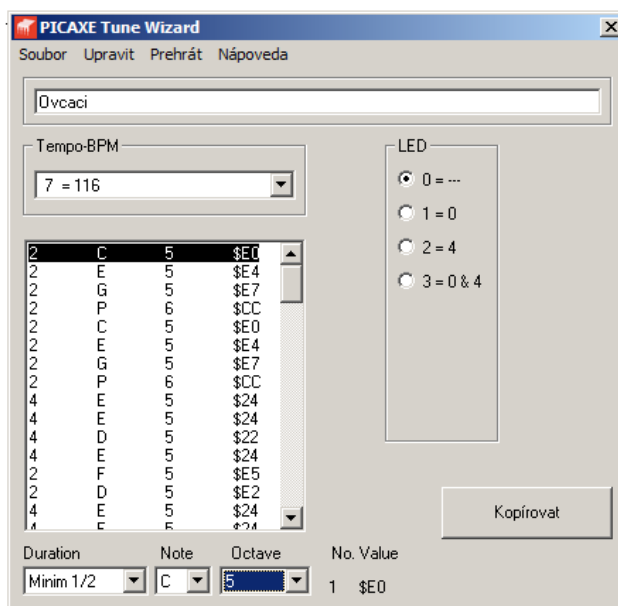 PICAXE Tune Wizard
Soubor Upravit Prehrát Nápoveda
Ovcaci
Tempo-BPM
7 = 116
LED
0 = ---
1 = 0
2 = 4
3 = 0 & 4
2 C 5 $E0
2 E 5 $E4
2 G 5 $E7
2 P 6 $CC
2 C 5 $E0
2 E 5 $E4
2 G 5 $E7
2 P 6 $CC
4 E 5 $24
4 E 5 $24
4 D 5 $22
4 E 5 $24
2 F 5 $E5
2 D 5 $E2
4 E 5 $24
4 E 5 $24
Kopírovat
Duration Note Octave No. Value
Minim 1/2 C 5 1 $E0